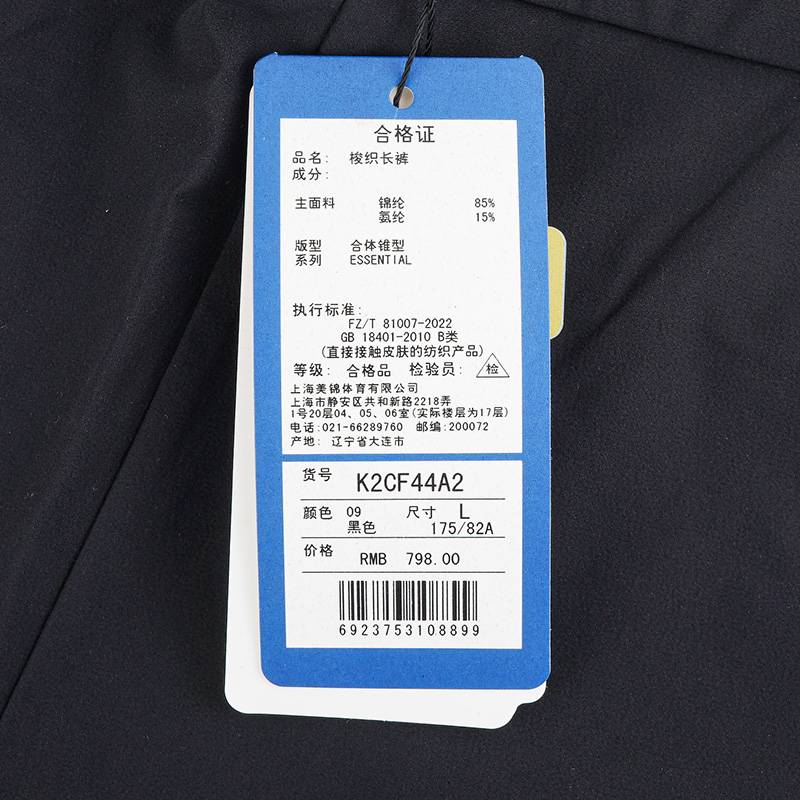 合格证
品名: 梭织长裤
成分:
主面料 锦纶 85%
氨纶 15%
版型 合体锥型
系列 ESSENTIAL
执行标准:
FZ/T 81007-2022
GB 18401-2010 B类
(直接接触皮肤的纺织产品)
等级: 合格品 检验员: 检
上海美锦体育有限公司
上海市静安区共和新路2218弄
1号20层04、05、06室(实际楼层为17层)
电话:021-66289760 邮编:200072
产地: 辽宁省大连市
货号 K2CF44A2
颜色 09 尺寸 L
黑色 175/82A
价格 RMB 798.00
6923753108899